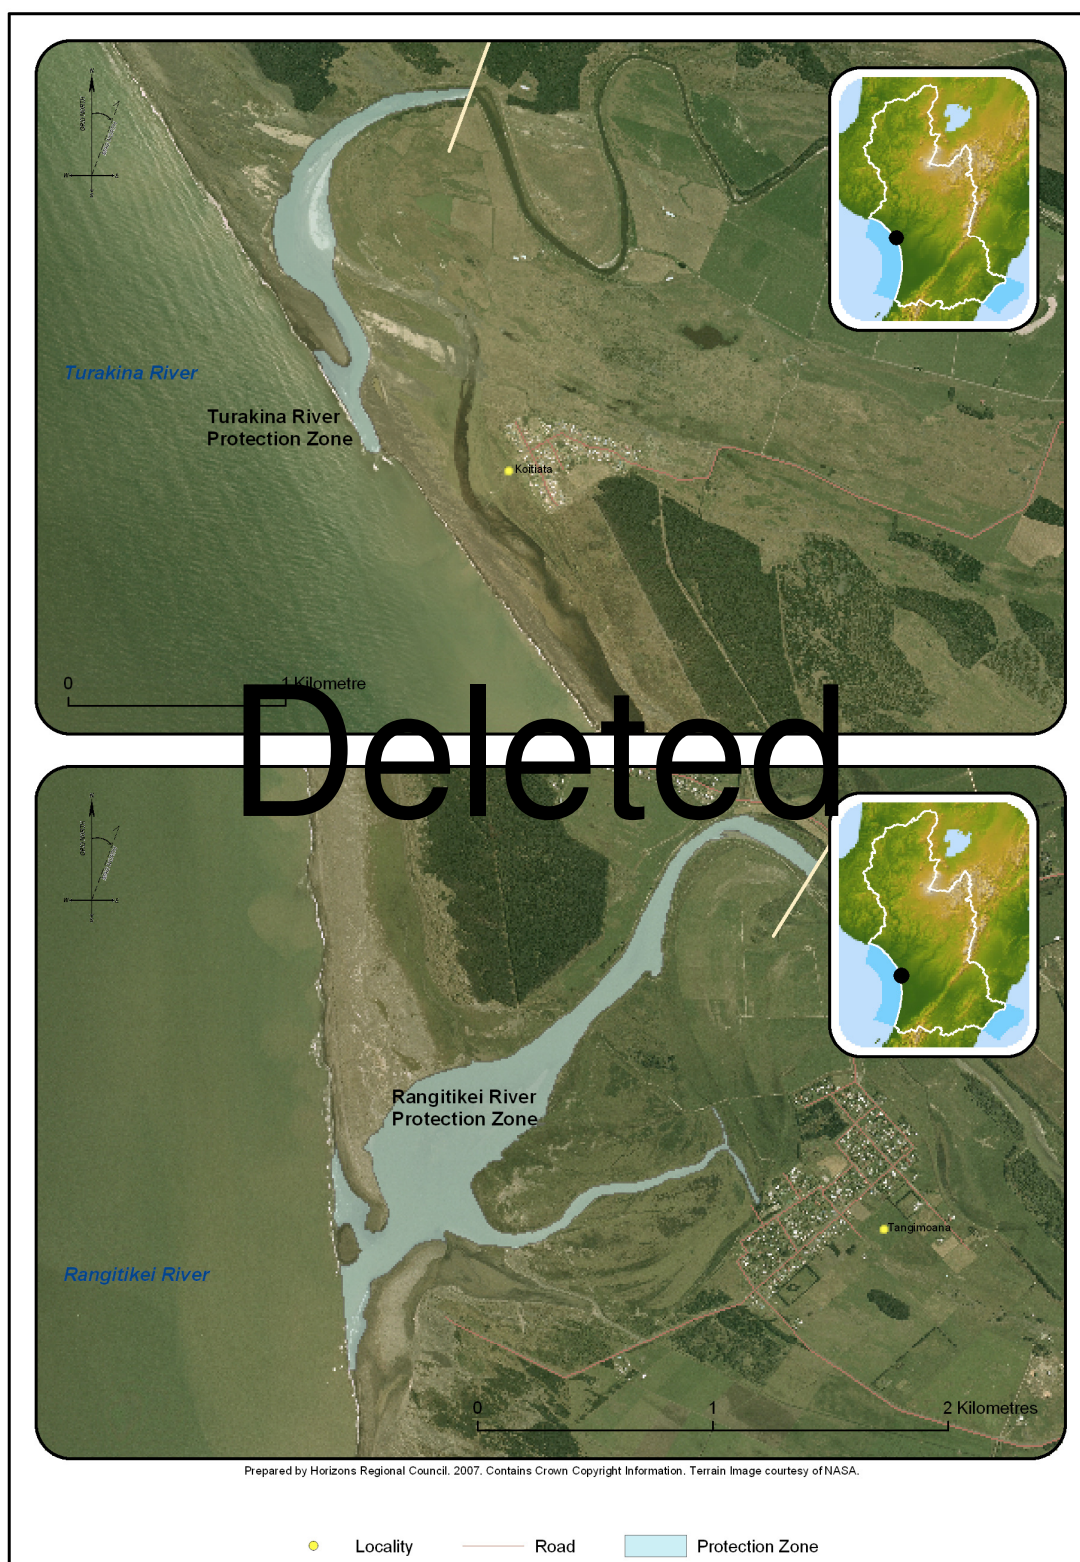 N
W
S
Turakina River
Turakina River
Protection Zone
Koitiata
0
1 Kilometre
Deleted
N
W
S
Rangitikei River
Protection Zone
Tangimoana
Rangitikei River
0
1
2 Kilometres
Prepared by Horizons Regional Council. 2007. Contains Crown Copyright Information. Terrain Image courtesy of NASA.
Locality
Road
Protection Zone